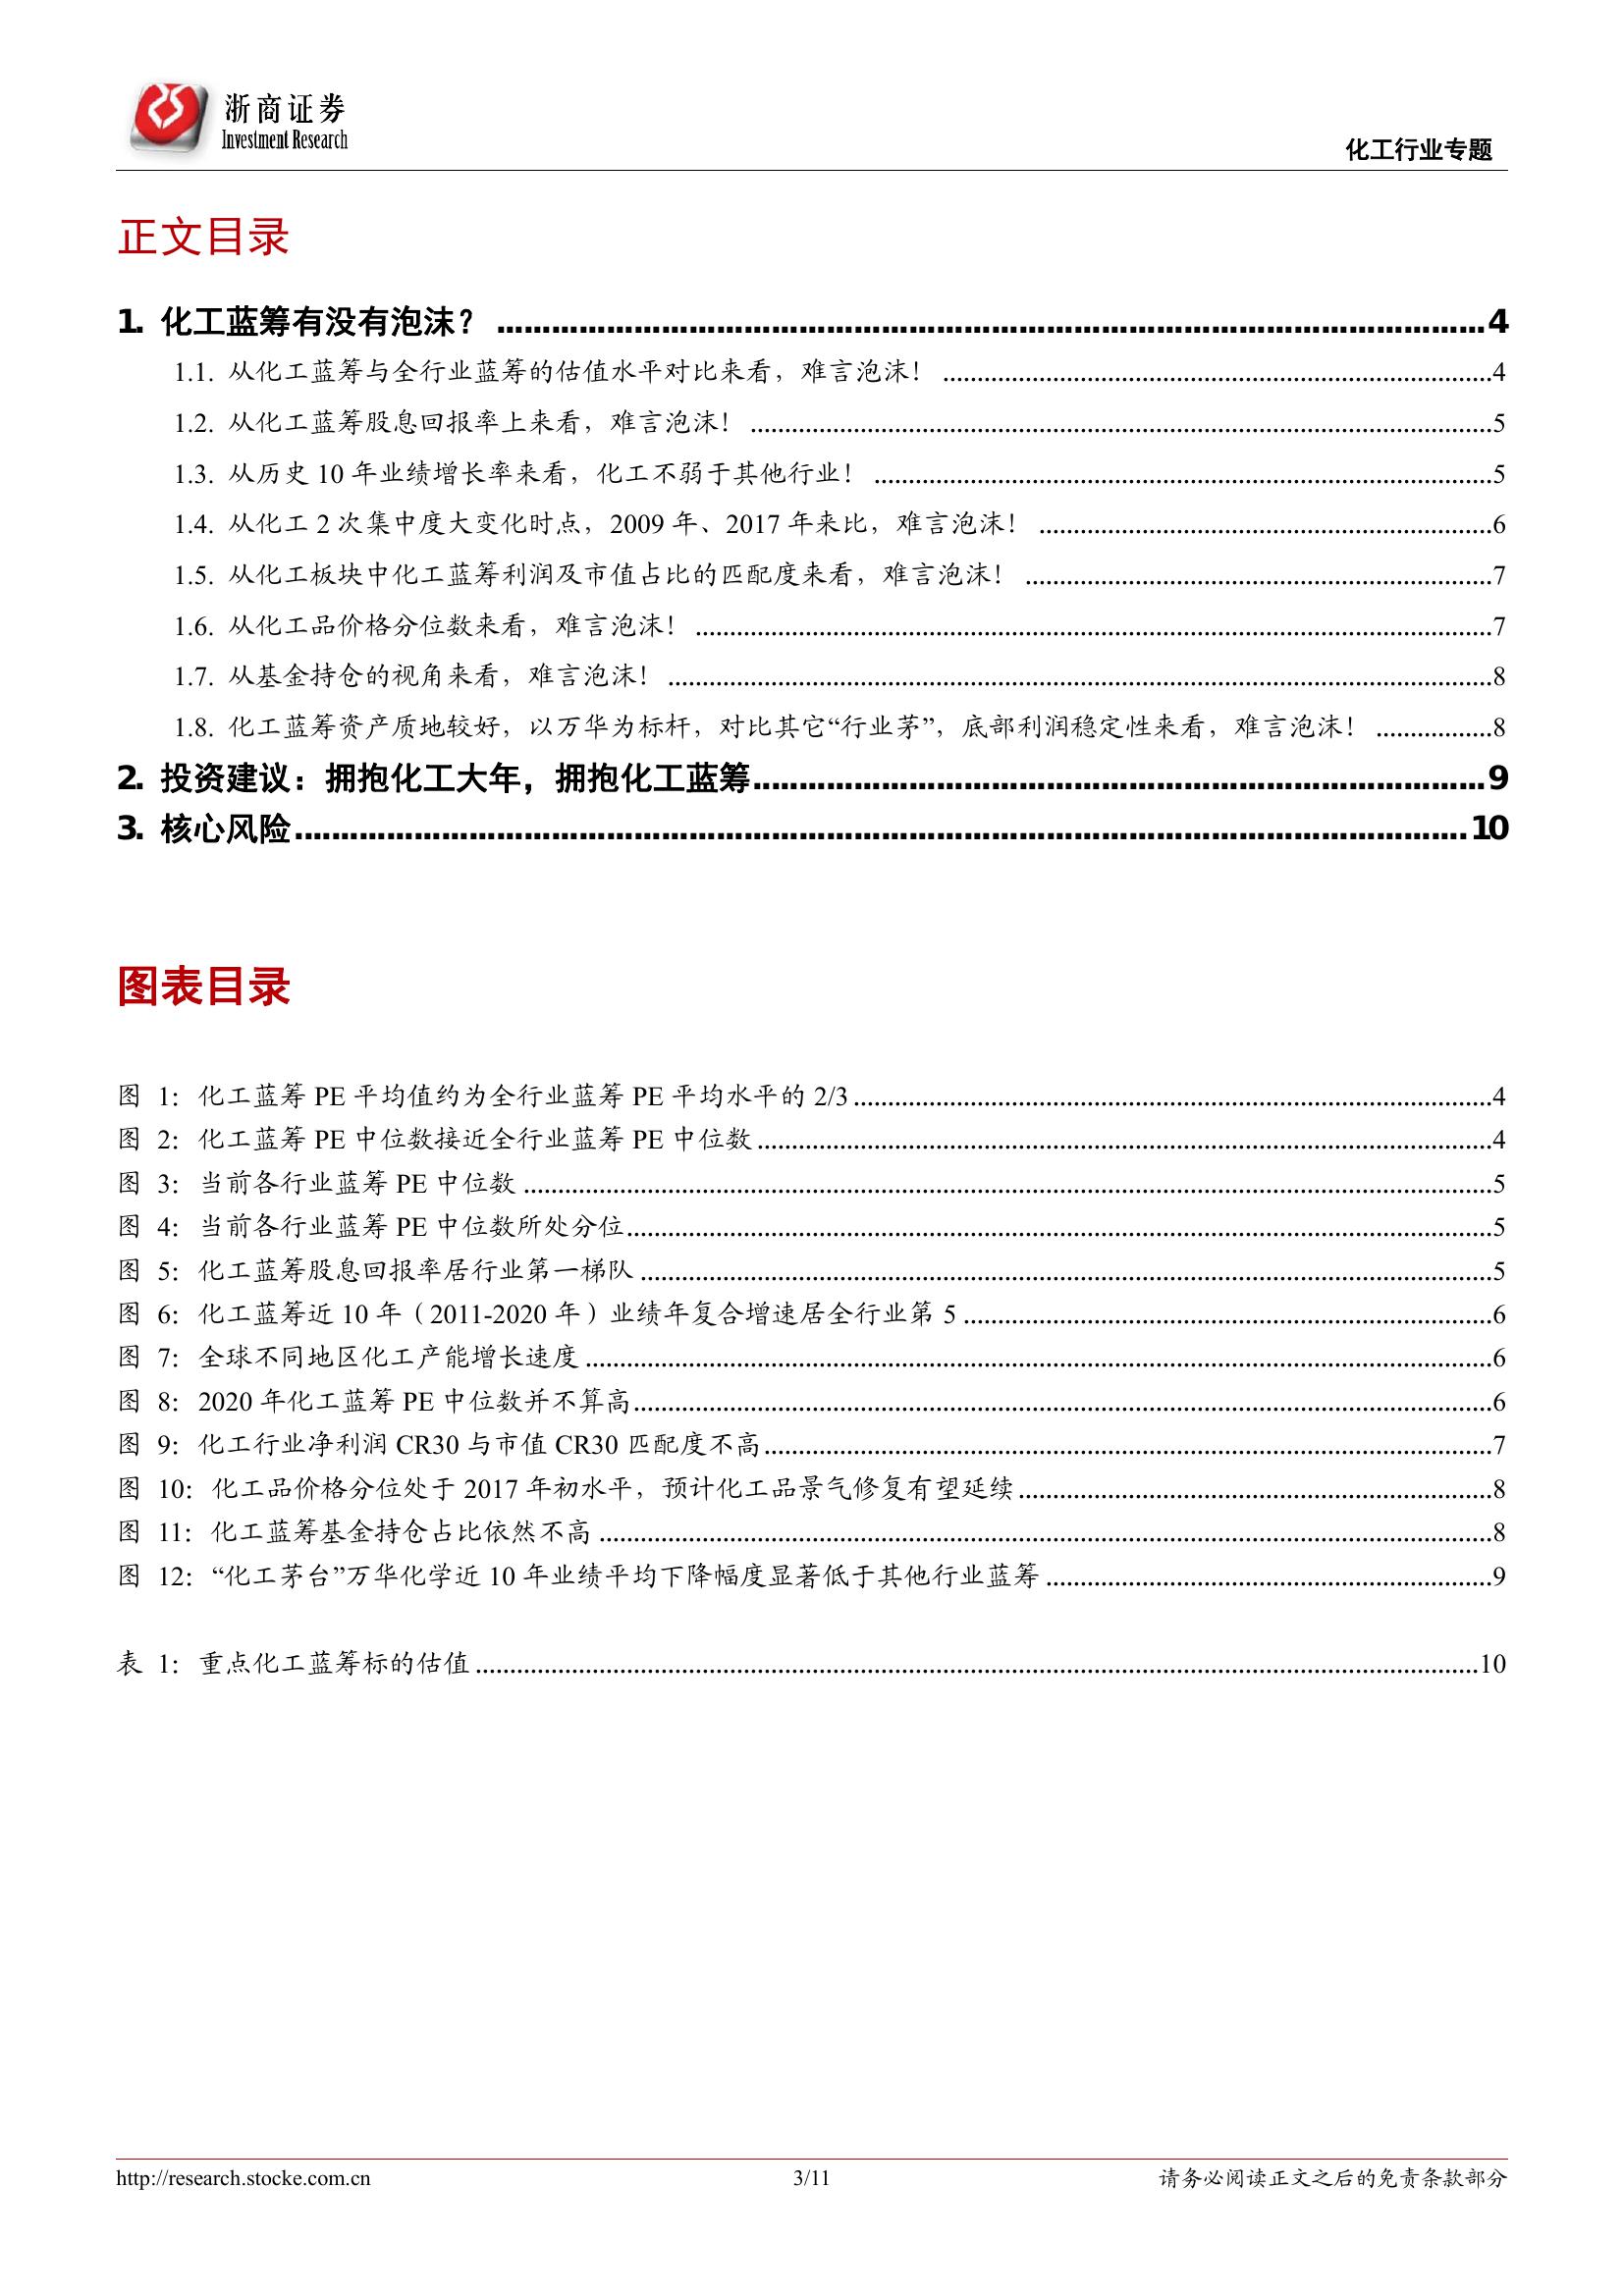 浙商证券
Investment Research
化工行业专题
正文目录
1. 化工蓝筹有没有泡沫？ ........ 4
1.1. 从化工蓝筹与全行业蓝筹的估值水平对比来看，难言泡沫！ ........ 4
1.2. 从化工蓝筹股息回报率上来看，难言泡沫！ ........ 5
1.3. 从历史 10 年业绩增长率来看，化工不弱于其他行业！ ........ 5
1.4. 从化工 2 次集中度大变化时点，2009 年、2017 年来比，难言泡沫！ ........ 6
1.5. 从化工板块中化工蓝筹利润及市值占比的匹配度来看，难言泡沫！ ........ 7
1.6. 从化工品价格分位数来看，难言泡沫！ ........ 7
1.7. 从基金持仓的视角来看，难言泡沫！ ........ 8
1.8. 化工蓝筹资产质地较好，以万华为标杆，对比其它“行业茅”，底部利润稳定性来看，难言泡沫！ ........ 8
2. 投资建议：拥抱化工大年，拥抱化工蓝筹 ........ 9
3. 核心风险 ........ 10
图表目录
图 1：化工蓝筹 PE 平均值约为全行业蓝筹 PE 平均水平的 2/3 ........ 4
图 2：化工蓝筹 PE 中位数接近全行业蓝筹 PE 中位数 ........ 4
图 3：当前各行业蓝筹 PE 中位数 ........ 5
图 4：当前各行业蓝筹 PE 中位数所处分位 ........ 5
图 5：化工蓝筹股息回报率居行业第一梯队 ........ 5
图 6：化工蓝筹近 10 年（2011-2020 年）业绩年复合增速居全行业第 5 ........ 6
图 7：全球不同地区化工产能增长速度 ........ 6
图 8：2020 年化工蓝筹 PE 中位数并不算高 ........ 6
图 9：化工行业净利润 CR30 与市值 CR30 匹配度不高 ........ 7
图 10：化工品价格分位处于 2017 年初水平，预计化工品景气修复有望延续 ........ 8
图 11：化工蓝筹基金持仓占比依然不高 ........ 8
图 12：“化工茅台”万华化学近 10 年业绩平均下降幅度显著低于其他行业蓝筹 ........ 9
表 1：重点化工蓝筹标的估值 ........ 10
http://research.stocke.com.cn
3/11
请务必阅读正文之后的免责条款部分